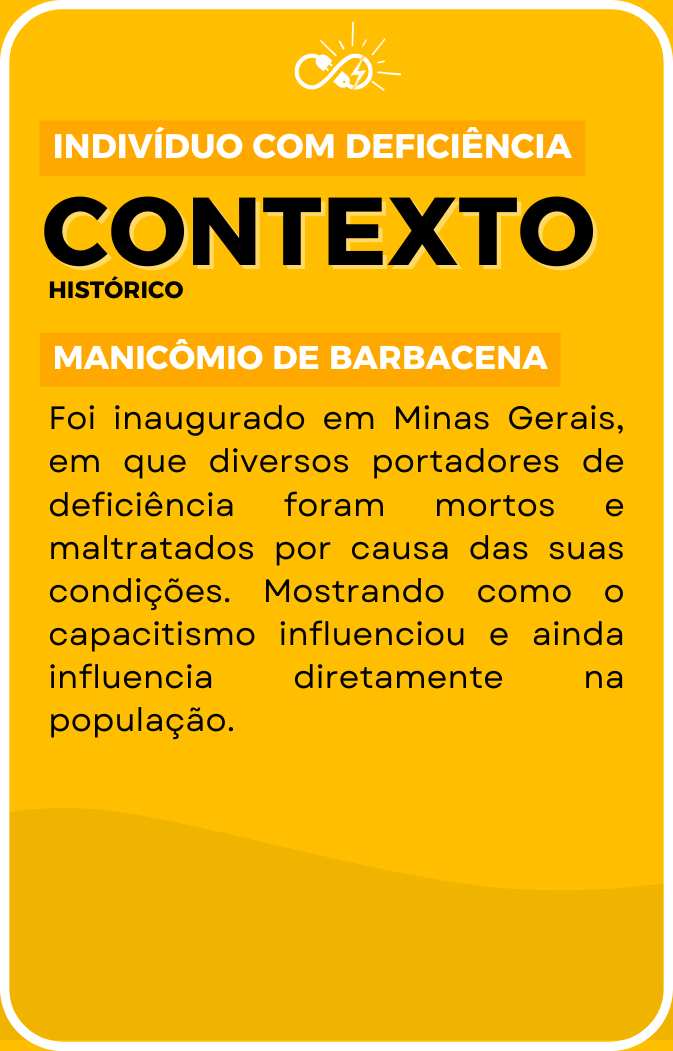 INDIVÍDUO COM DEFICIÊNCIA
CONTEXTO
HISTÓRICO
MANICÔMIO DE BARBACENA
Foi inaugurado em Minas Gerais,
em que diversos portadores de
deficiência foram mortos e
maltratados por causa das suas
condições. Mostrando como o
capacitismo influenciou e ainda
influencia diretamente na
população.